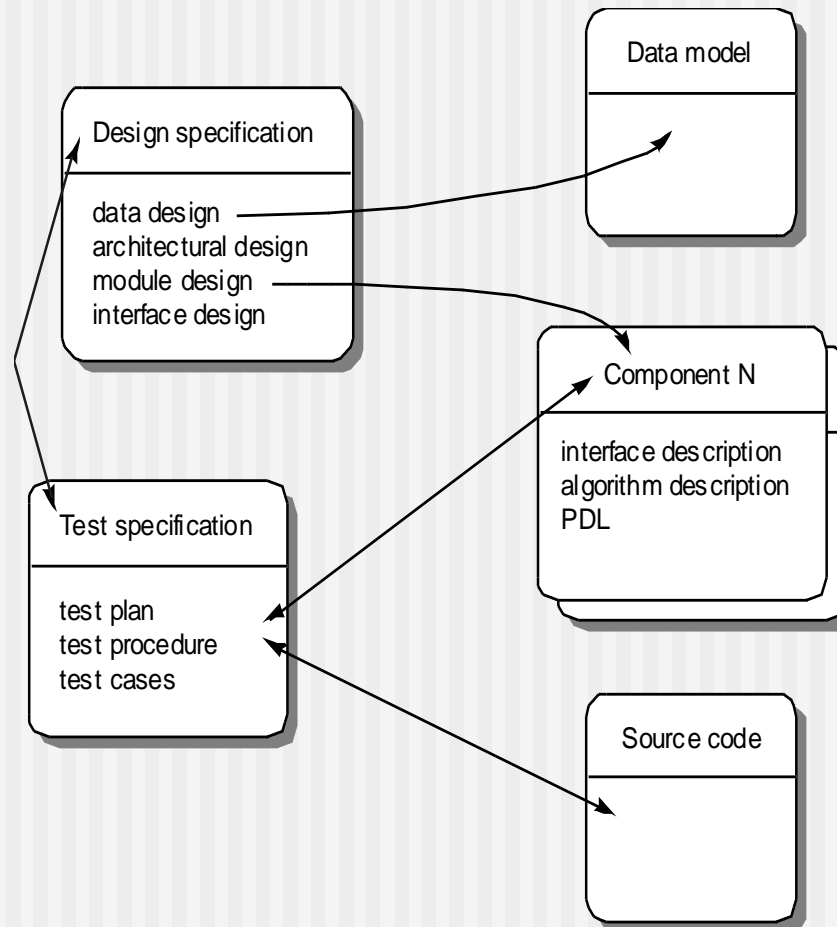 Data model
Design specification
data design
architectural design
module design
interface design
Component N
interface description
algorithm description
PDL
Test specification
test plan
test procedure
test cases
Source code